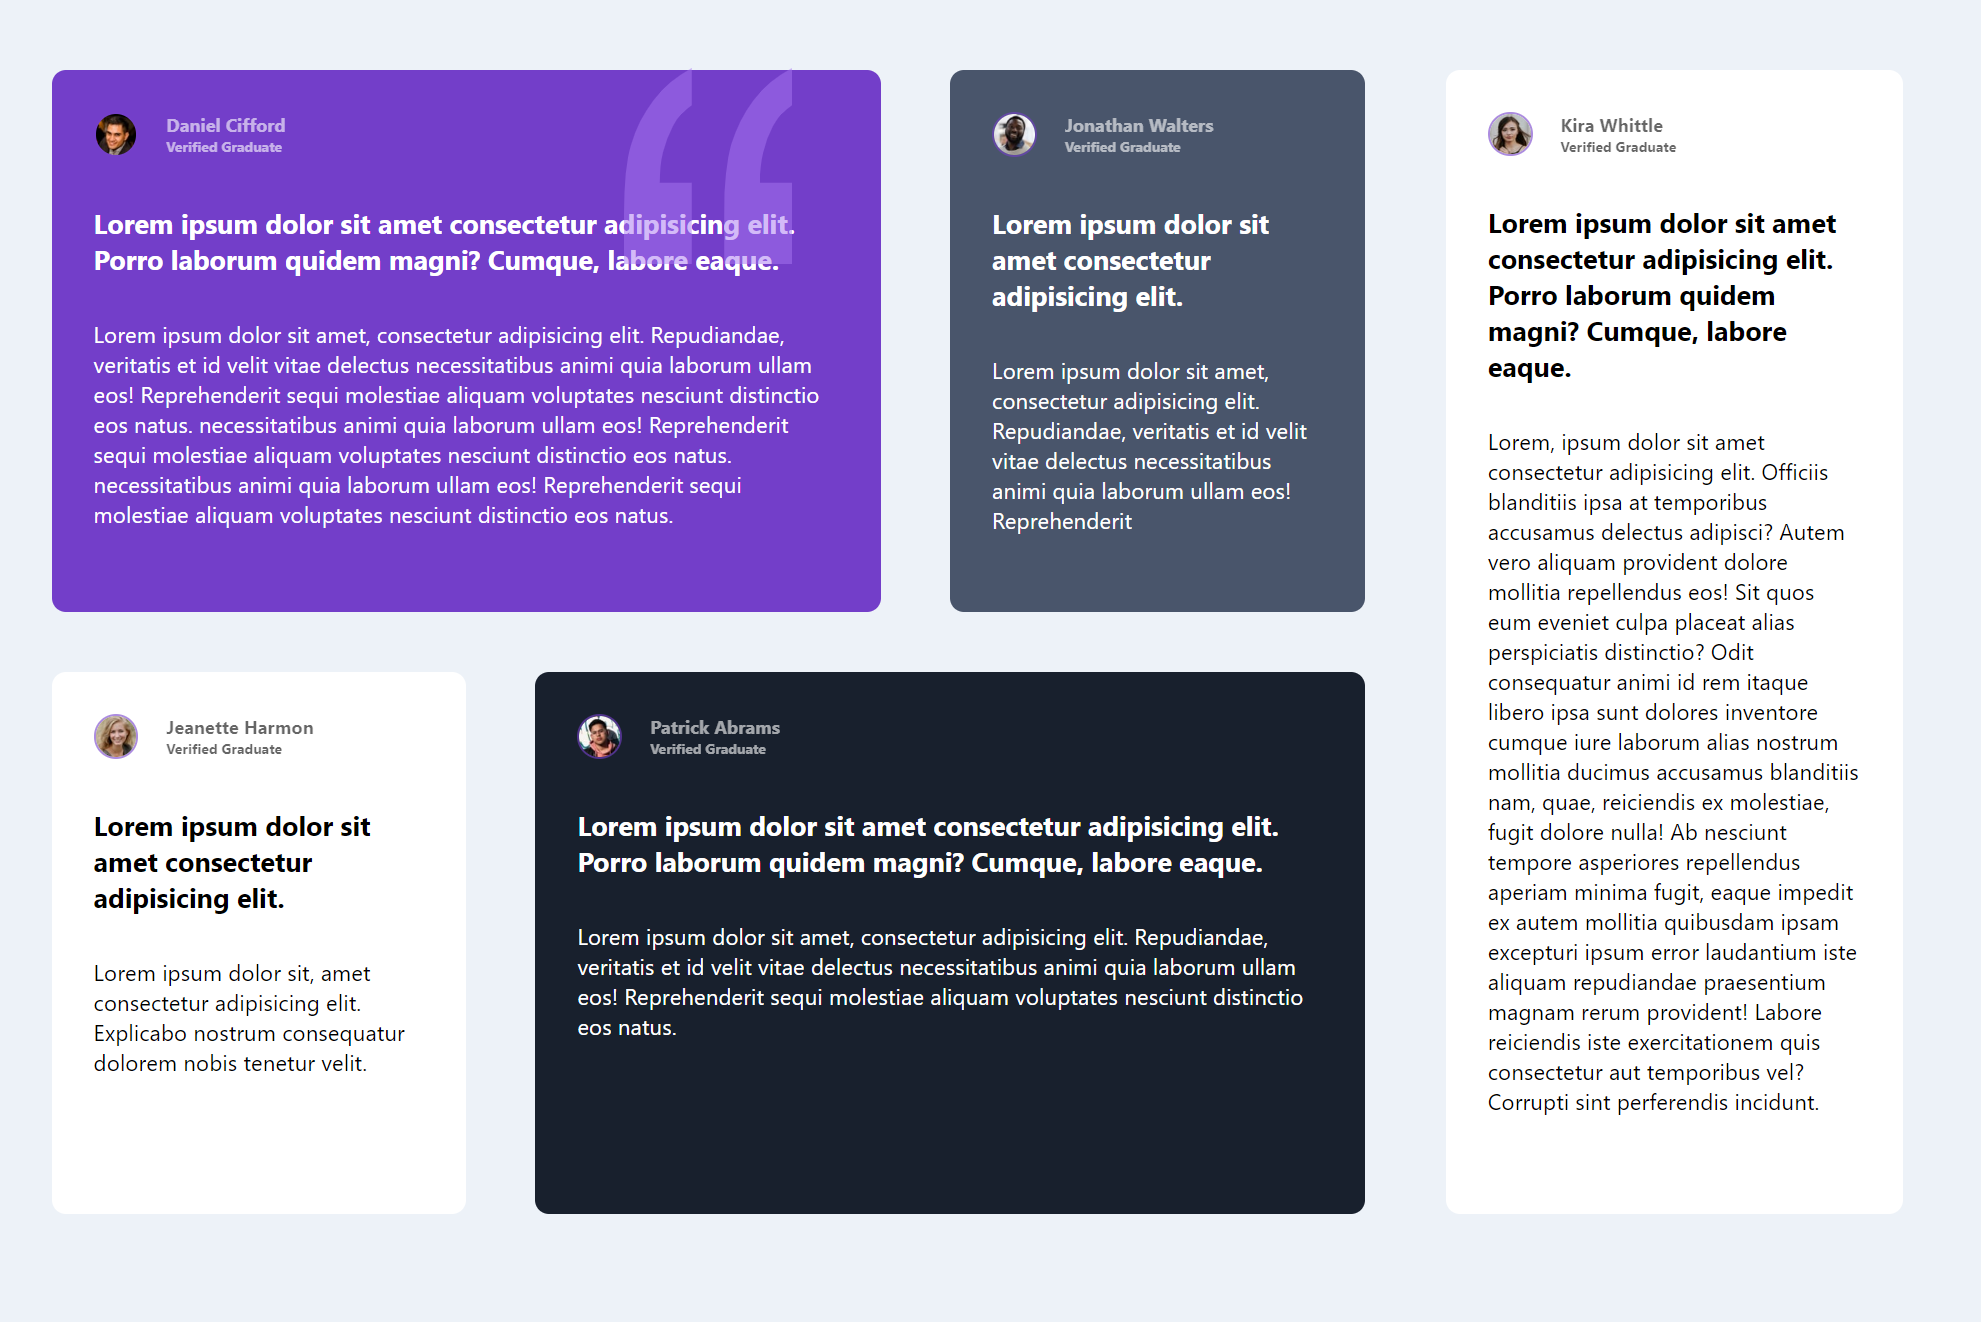 Daniel Cifford
Verified Graduate
Lorem ipsum dolor sit amet consectetur adipisicing elit.
Porro laborum quidem magni? Cumque, labore eaque.
Lorem ipsum dolor sit amet, consectetur adipisicing elit. Repudiandae,
veritatis et id velit vitae delectus necessitatibus animi quia laborum ullam
eos! Reprehenderit sequi molestiae aliquam voluptates nesciunt distinctio
eos natus. necessitatibus animi quia laborum ullam eos! Reprehenderit
sequi molestiae aliquam voluptates nesciunt distinctio eos natus.
necessitatibus animi quia laborum ullam eos! Reprehenderit sequi
molestiae aliquam voluptates nesciunt distinctio eos natus.
Jonathan Walters
Verified Graduate
Lorem ipsum dolor sit
amet consectetur
adipisicing elit.
Lorem ipsum dolor sit amet,
consectetur adipisicing elit.
Repudiandae, veritatis et id velit
vitae delectus necessitatibus
animi quia laborum ullam eos!
Reprehenderit
Kira Whittle
Verified Graduate
Lorem ipsum dolor sit amet
consectetur adipisicing elit.
Porro laborum quidem
magni? Cumque, labore
eaque.
Lorem, ipsum dolor sit amet
consectetur adipisicing elit. Officiis
blanditiis ipsa at temporibus
accusamus delectus adipisci? Autem
vero aliquam provident dolore
mollitia repellendus eos! Sit quos
eum eveniet culpa placeat alias
perspiciatis distinctio? Odit
consequatur animi id rem itaque
libero ipsa sunt dolores inventore
cumque iure laborum alias nostrum
mollitia ducimus accusamus blanditiis
nam, quae, reiciendis ex molestiae,
fugit dolore nulla! Ab nesciunt
tempore asperiores repellendus
aperiam minima fugit, eaque impedit
ex autem mollitia quibusdam ipsam
excepturi ipsum error laudantium iste
aliquam repudiandae praesentium
magnam rerum provident! Labore
reiciendis iste exercitationem quis
consectetur aut temporibus vel?
Corrupti sint perferendis incidunt.
Jeanette Harmon
Verified Graduate
Lorem ipsum dolor sit
amet consectetur
adipisicing elit.
Lorem ipsum dolor sit, amet
consectetur adipisicing elit.
Explicabo nostrum consequatur
dolorem nobis tenetur velit.
Patrick Abrams
Verified Graduate
Lorem ipsum dolor sit amet consectetur adipisicing elit.
Porro laborum quidem magni? Cumque, labore eaque.
Lorem ipsum dolor sit amet, consectetur adipisicing elit. Repudiandae,
veritatis et id velit vitae delectus necessitatibus animi quia laborum ullam
eos! Reprehenderit sequi molestiae aliquam voluptates nesciunt distinctio
eos natus.